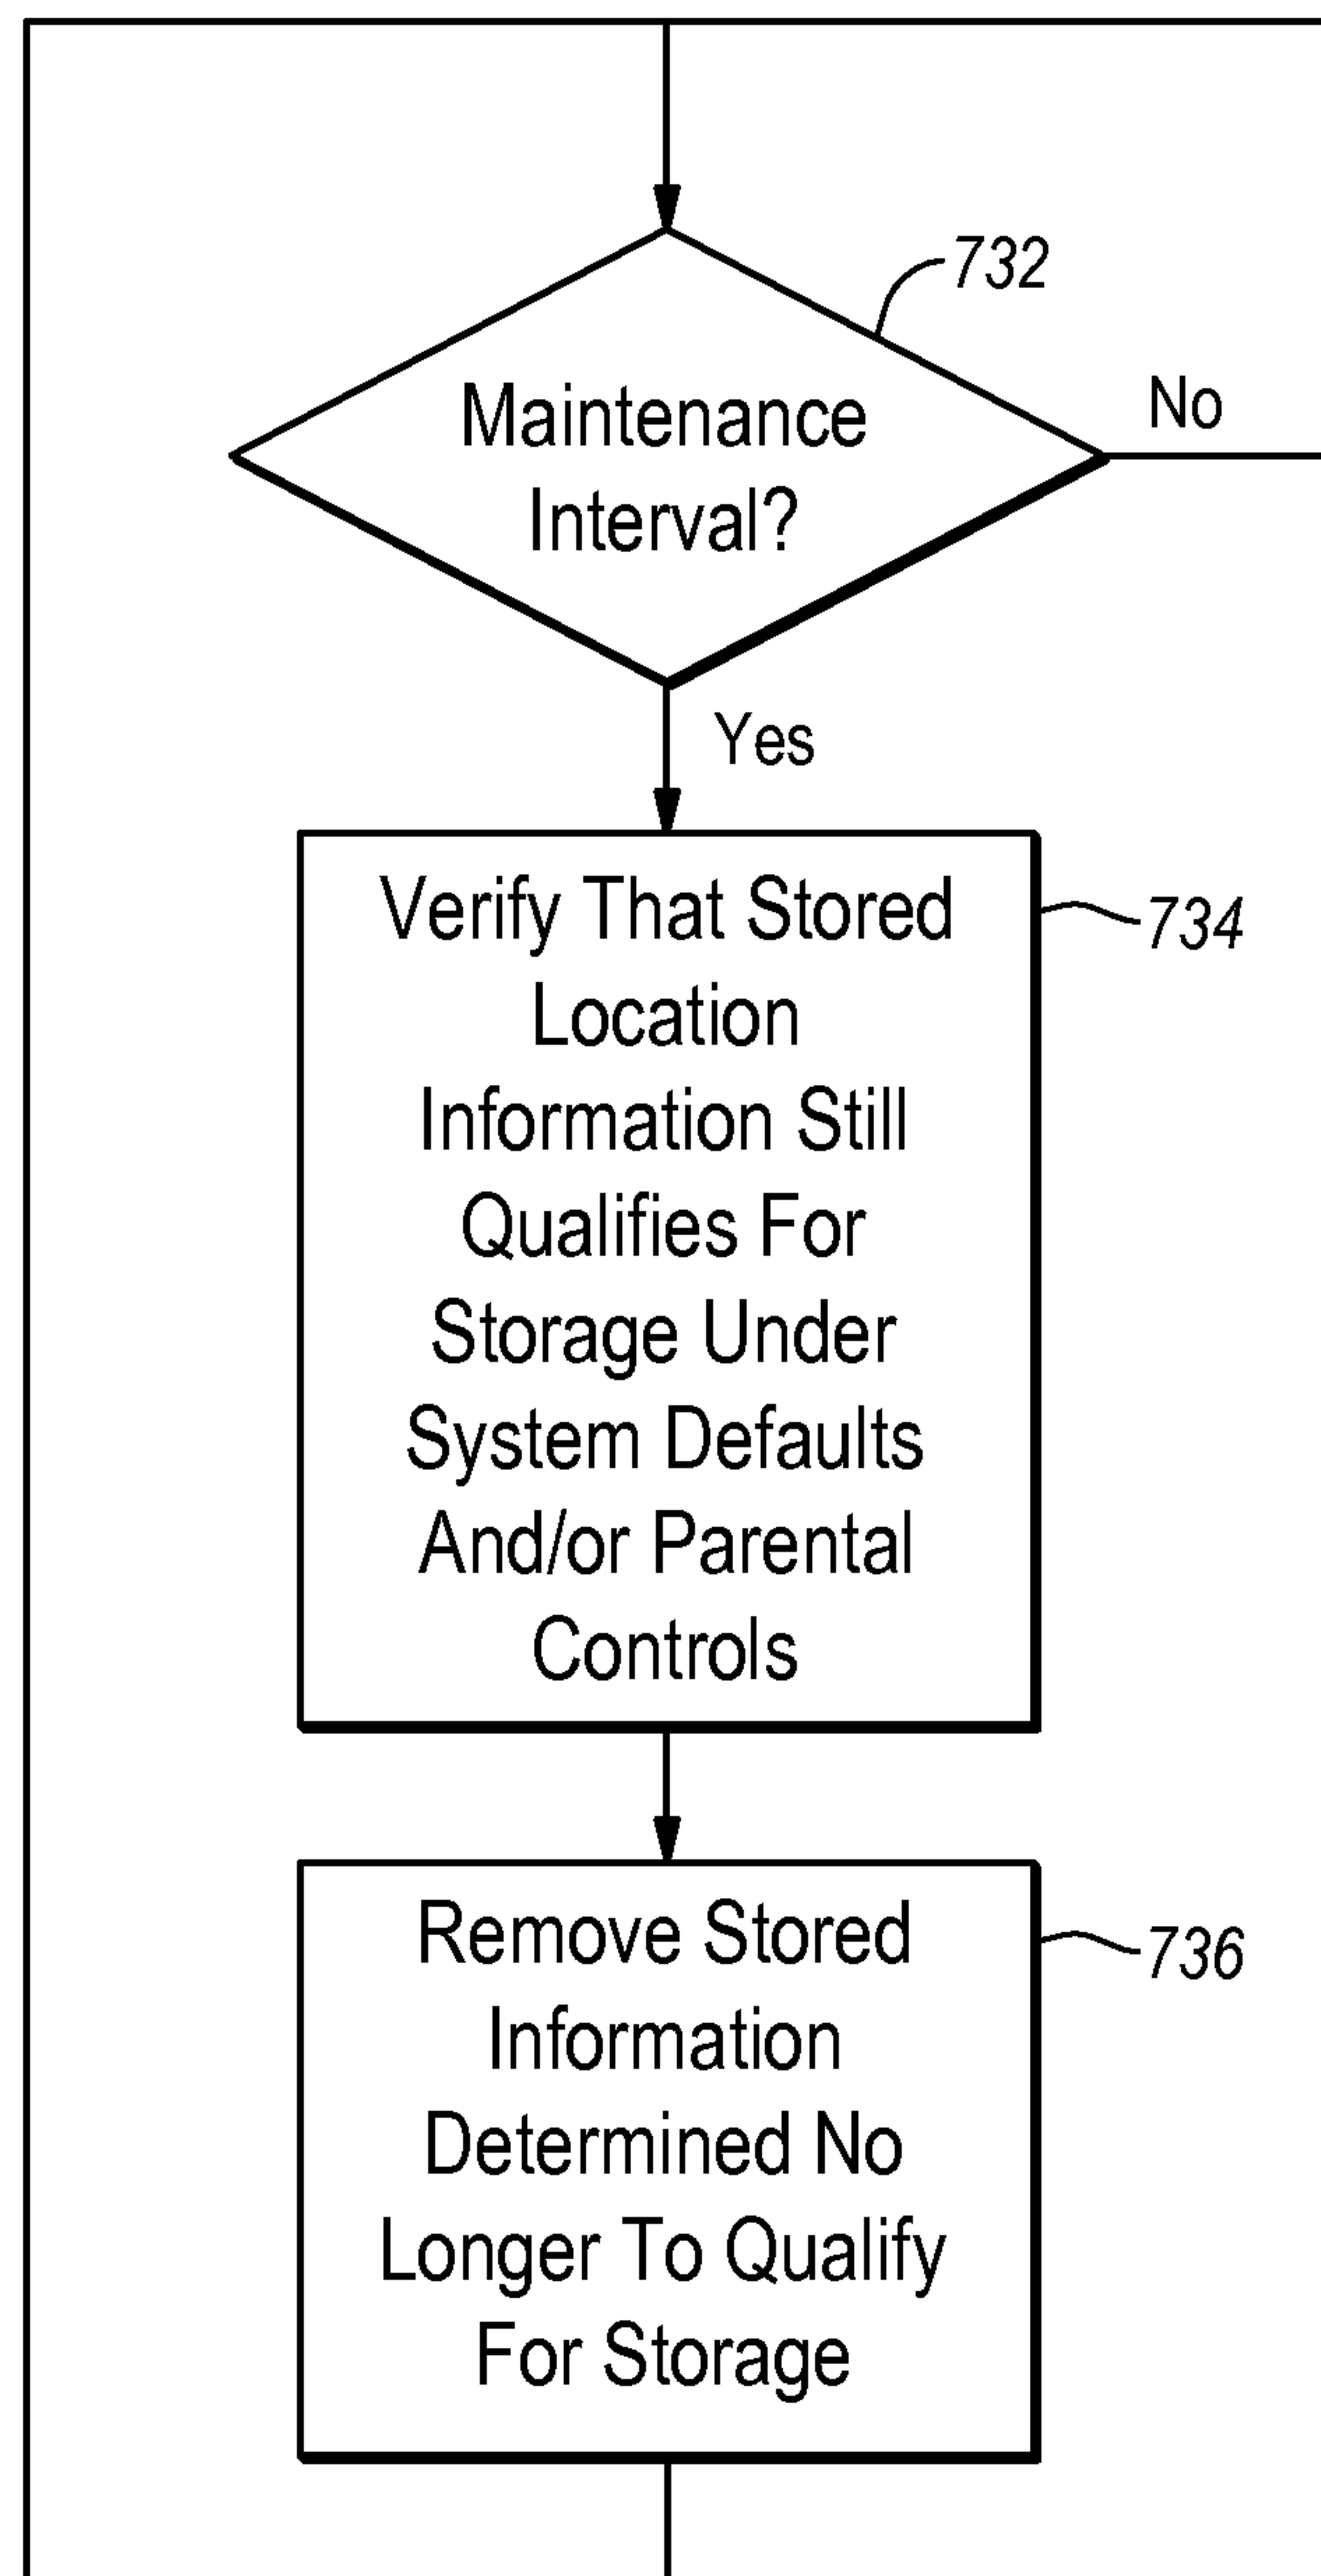 732
Maintenance
Interval?
No
Yes
Verify That Stored
Location
Information Still
Qualifies For
Storage Under
System Defaults
And/or Parental
Controls
734
Remove Stored
Information
Determined No
Longer To Qualify
For Storage
736